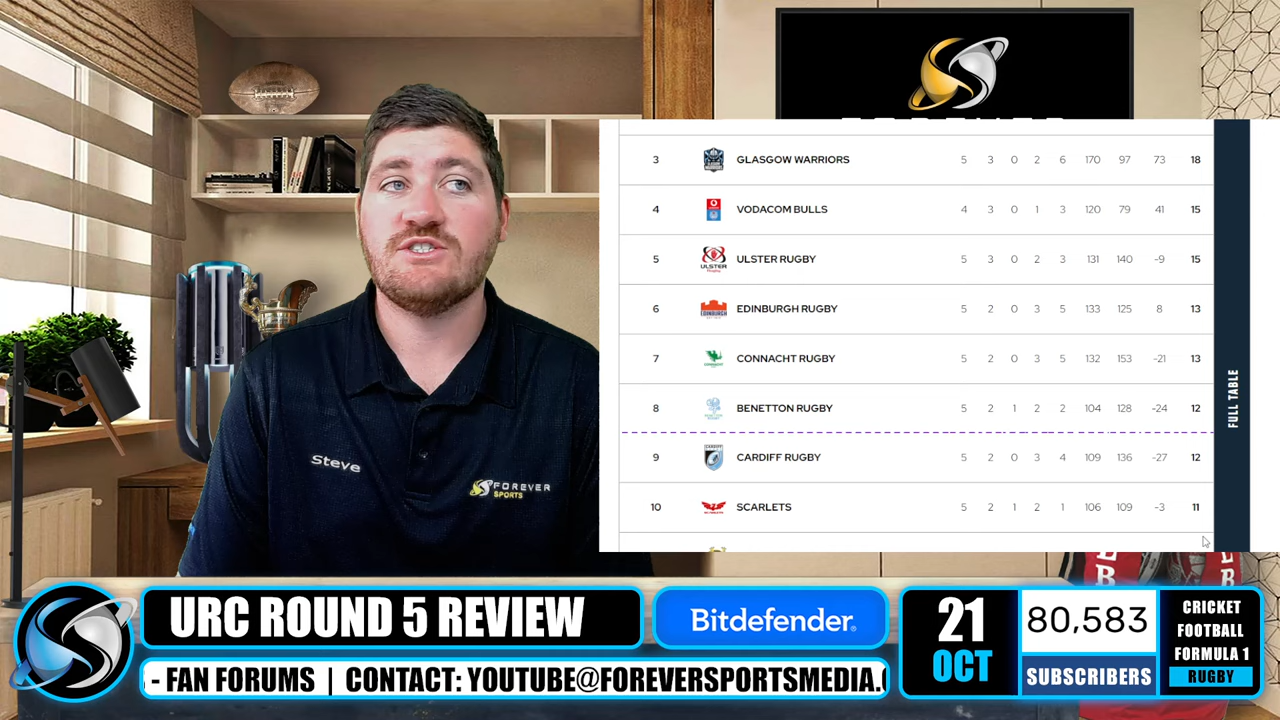 3 GLASGOW WARRIORS 5 3 0 2 6 170 97 73 18
4 VODACOM BULLS 4 3 0 1 3 120 79 41 15
5 ULSTER RUGBY 5 3 0 2 3 131 140 -9 15
6 EDINBURGH RUGBY 5 2 0 3 5 133 125 8 13
7 CONNACHT RUGBY 5 2 0 3 5 132 153 -21 13
8 BENETTON RUGBY 5 2 1 2 2 104 128 -24 12
9 CARDIFF RUGBY 5 2 0 3 4 109 136 -27 12
10 SCARLETS 5 2 1 2 1 106 109 -3 11
FULL TABLE
ULSTER
Steve
FOREVER
SPORTS
URC ROUND 5 REVIEW
Bitdefender®
- FAN FORUMS | CONTACT: YOUTUBE@FOREVERSPORTSMEDIA.
21
OCT
80,583
SUBSCRIBERS
CRICKET
FOOTBALL
FORMULA 1
RUGBY